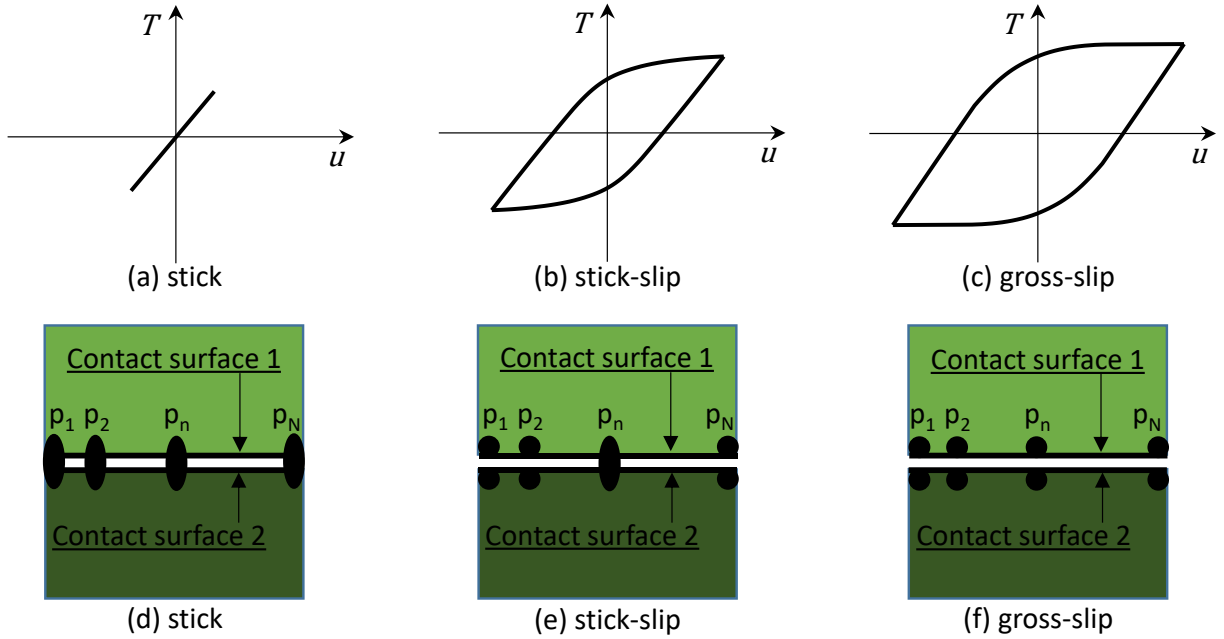 T
u
(a) stick
T
u
(b) stick-slip
T
u
(c) gross-slip
Contact surface 1
p1 p2 pn pN
Contact surface 2
(d) stick
Contact surface 1
p1 p2 pn pN
Contact surface 2
(e) stick-slip
Contact surface 1
p1 p2 pn pN
Contact surface 2
(f) gross-slip